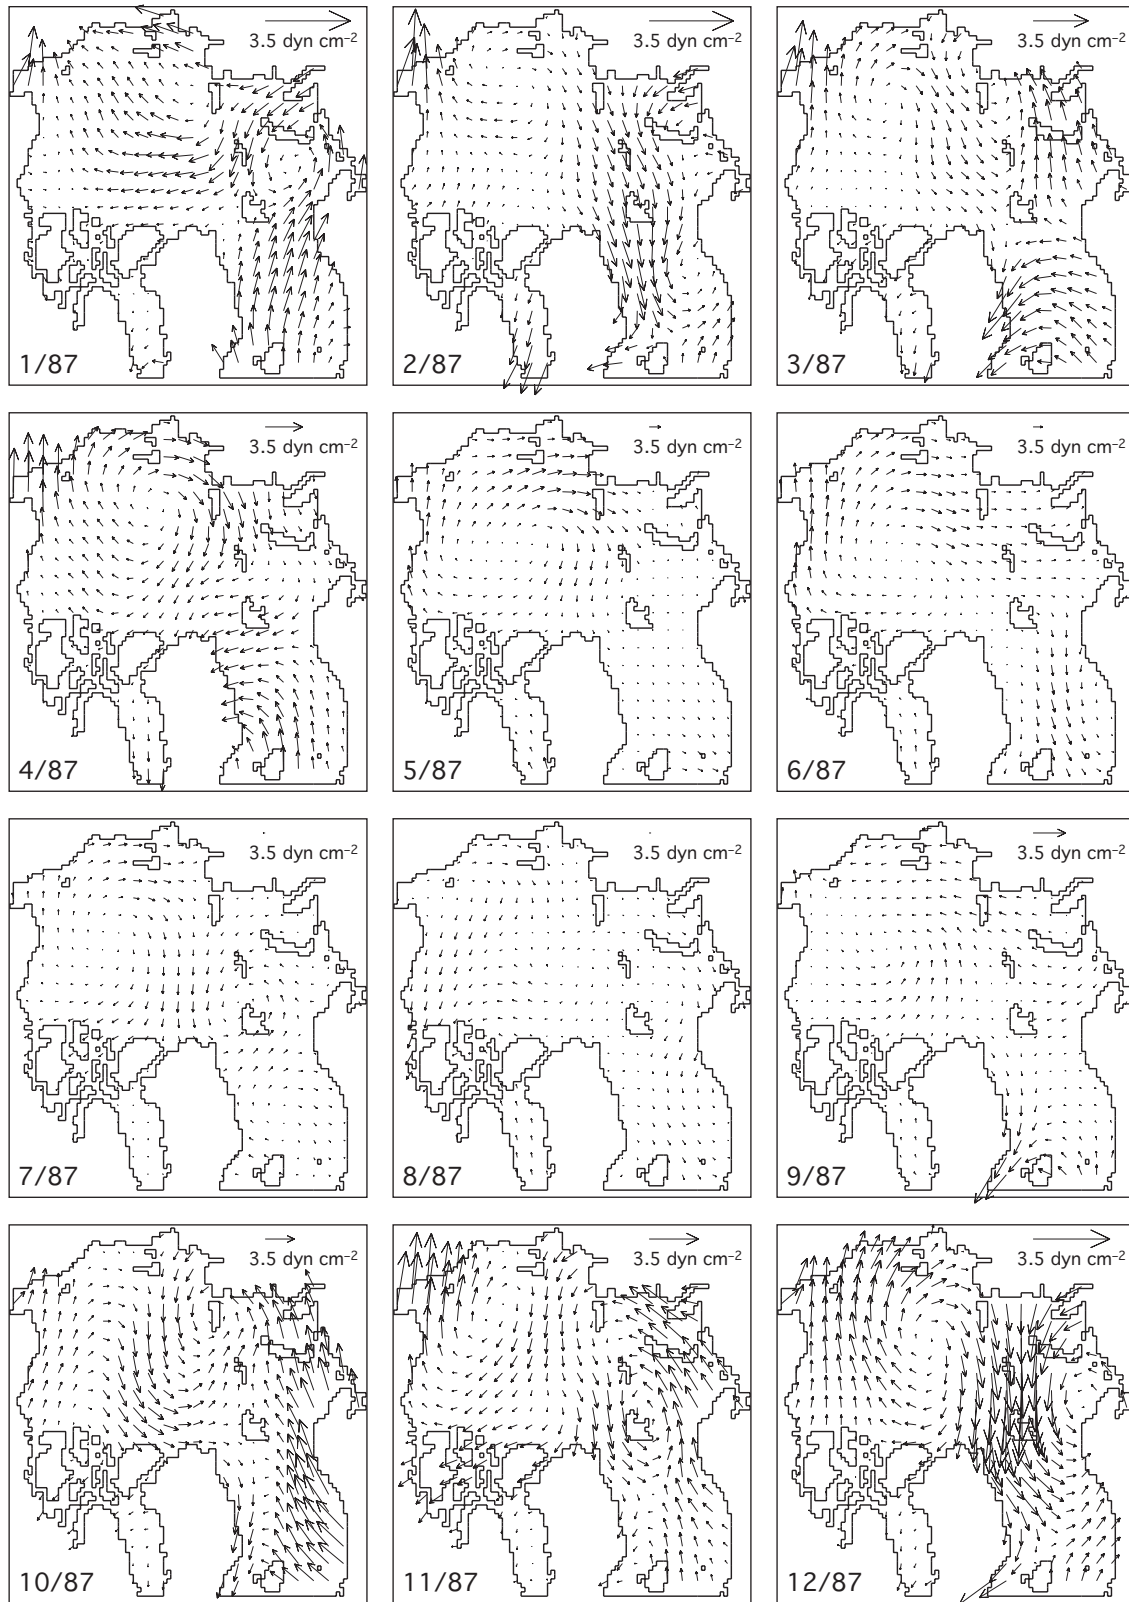 3.5 dyn cm⁻²
3.5 dyn cm⁻²
3.5 dyn cm⁻²
1/87
2/87
3/87
3.5 dyn cm⁻²
3.5 dyn cm⁻²
3.5 dyn cm⁻²
4/87
5/87
6/87
3.5 dyn cm⁻²
3.5 dyn cm⁻²
3.5 dyn cm⁻²
7/87
8/87
9/87
3.5 dyn cm⁻²
3.5 dyn cm⁻²
3.5 dyn cm⁻²
10/87
11/87
12/87